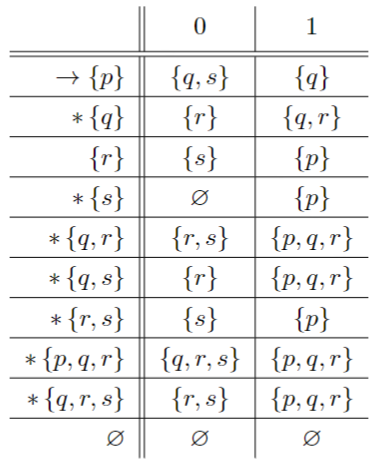 0 1
→ {p} {q, s} {q}
∗ {q} {r} {q, r}
{r} {s} {p}
∗ {s} ∅ {p}
∗ {q, r} {r, s} {p, q, r}
∗ {q, s} {r} {p, q, r}
∗ {r, s} {s} {p}
∗ {p, q, r} {q, r, s} {p, q, r}
∗ {q, r, s} {r, s} {p, q, r}
∅ ∅ ∅